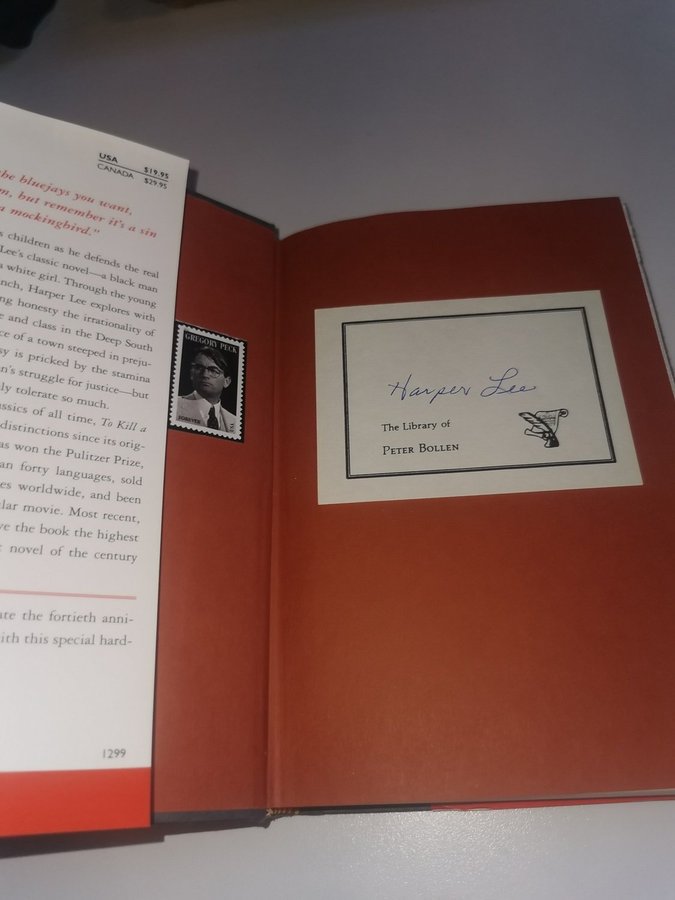 USA $19.95
CANADA $29.95
he bluejays you want,
m, but remember it's a sin
a mockingbird."
s children as he defends the real
Lee's classic novel—a black man
a white girl. Through the young
nch, Harper Lee explores with
ng honesty the irrationality of
e and class in the Deep South
ce of a town steeped in preju-
sy is pricked by the stamina
n's struggle for justice—but
ly tolerate so much.
assics of all time, To Kill a
distinctions since its orig-
as won the Pulitzer Prize,
an forty languages, sold
es worldwide, and been
lar movie. Most recent,
ve the book the highest
t novel of the century
ate the fortieth anni-
ith this special hard-
1299
GREGORY PECK
FOREVER
USA
Harper Lee
The Library of
PETER BOLLEN